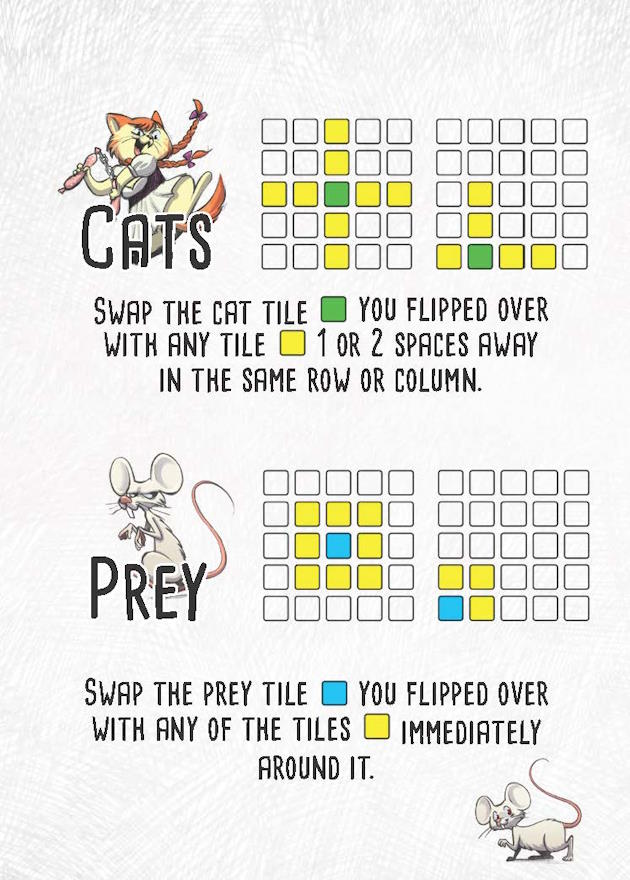 CATS
SWAP THE CAT TILE YOU FLIPPED OVER
WITH ANY TILE 1 OR 2 SPACES AWAY
IN THE SAME ROW OR COLUMN.
PREY
SWAP THE PREY TILE YOU FLIPPED OVER
WITH ANY OF THE TILES IMMEDIATELY
AROUND IT.